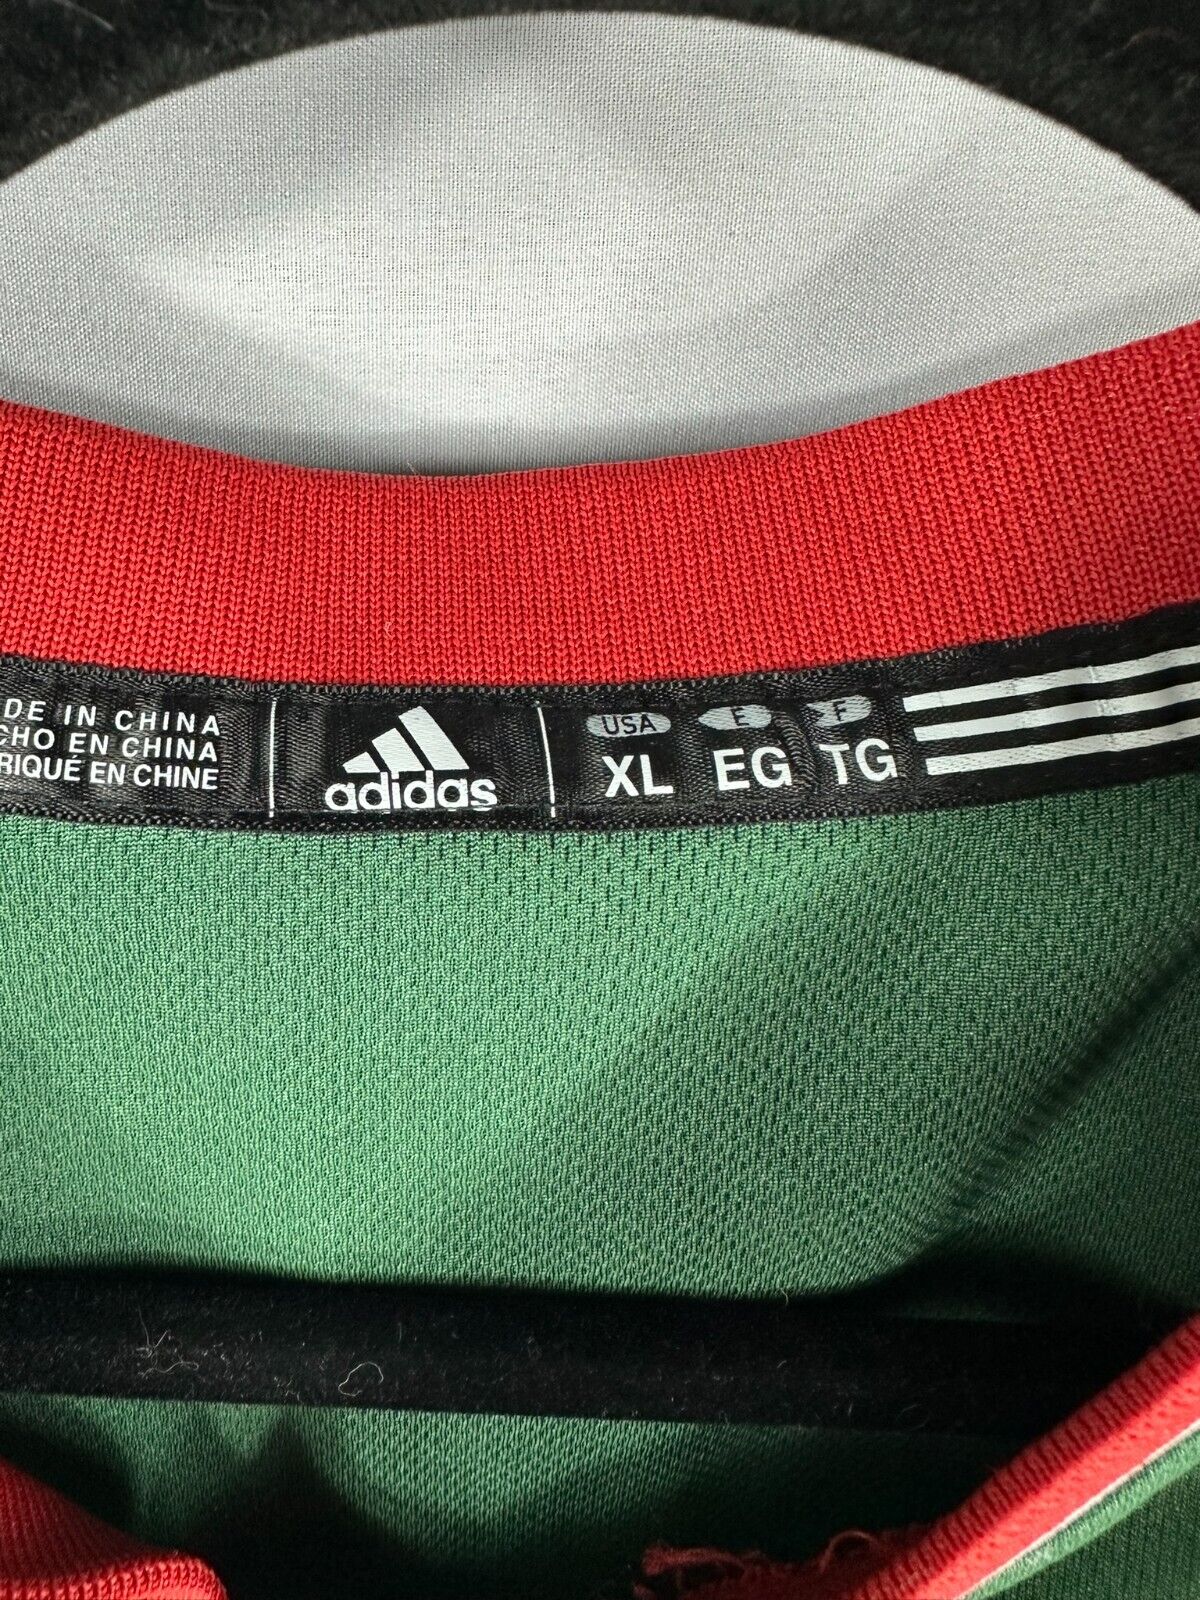 DE IN CHINA
CHO EN CHINA
RIQUÉ EN CHINE
adidas
USA E F
XL EG TG